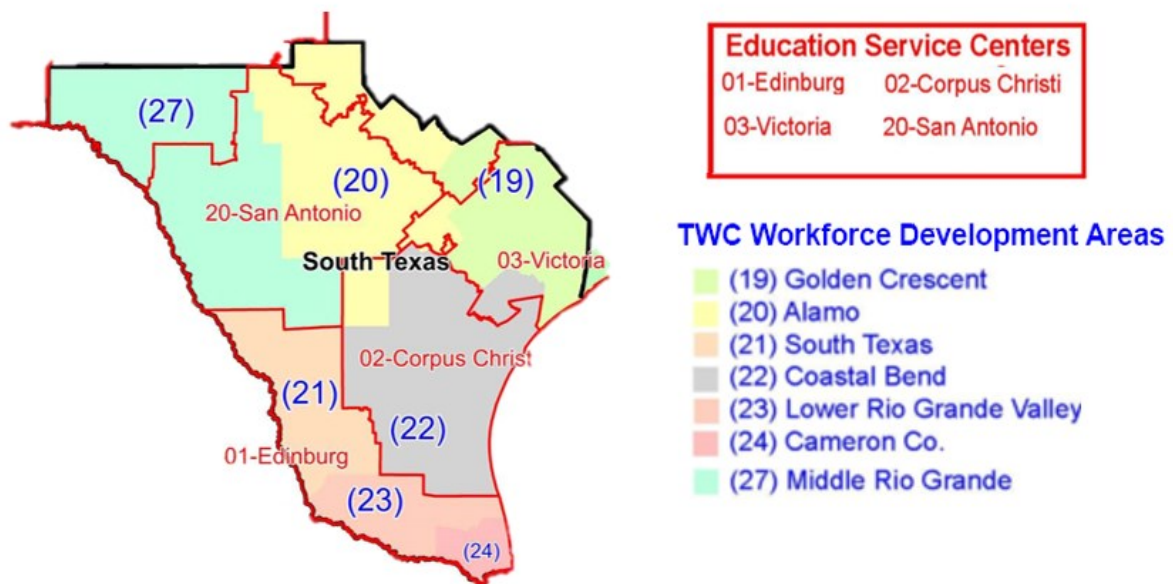 (27)
(20)
(19)
20-San Antonio
South Texas
03-Victoria
02-Corpus Christ
(21)
(22)
01-Edinburg
(23)
(24)
Education Service Centers
01-Edinburg 02-Corpus Christi
03-Victoria 20-San Antonio
TWC Workforce Development Areas
(19) Golden Crescent
(20) Alamo
(21) South Texas
(22) Coastal Bend
(23) Lower Rio Grande Valley
(24) Cameron Co.
(27) Middle Rio Grande